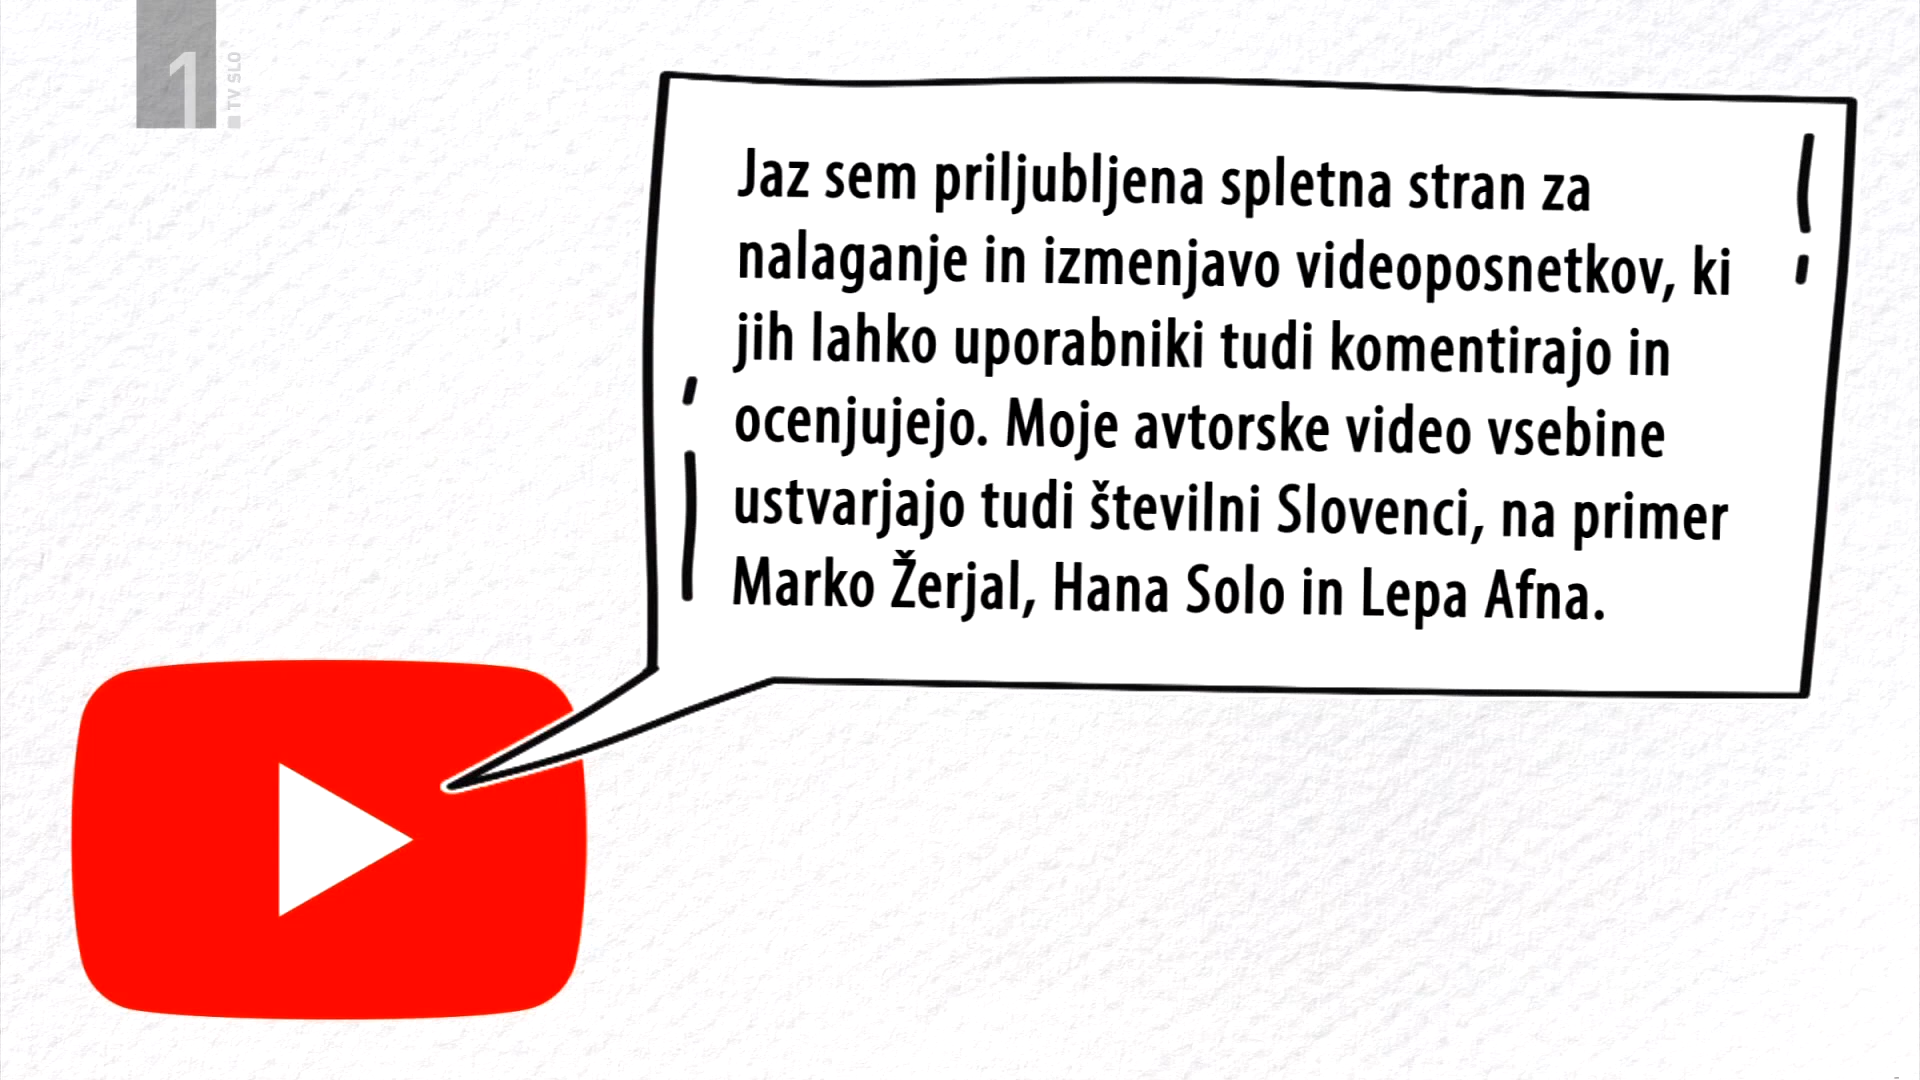 1
TV SLO
Jaz sem priljubljena spletna stran za
nalaganje in izmenjavo videoposnetkov, ki
jih lahko uporabniki tudi komentirajo in
ocenjujejo. Moje avtorske video vsebine
ustvarjajo tudi številni Slovenci, na primer
Marko Žerjal, Hana Solo in Lepa Afna.